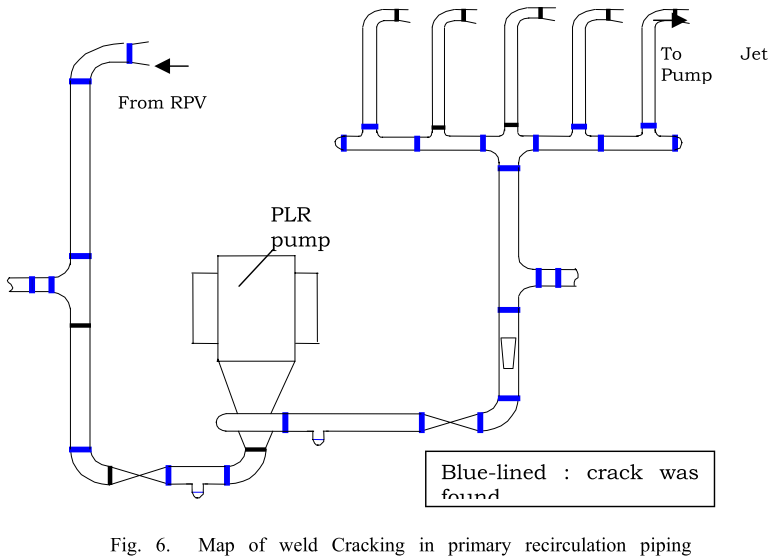 To Jet
Pump
From RPV
PLR
pump
Blue-lined : crack was
found
Fig. 6. Map of weld Cracking in primary recirculation piping